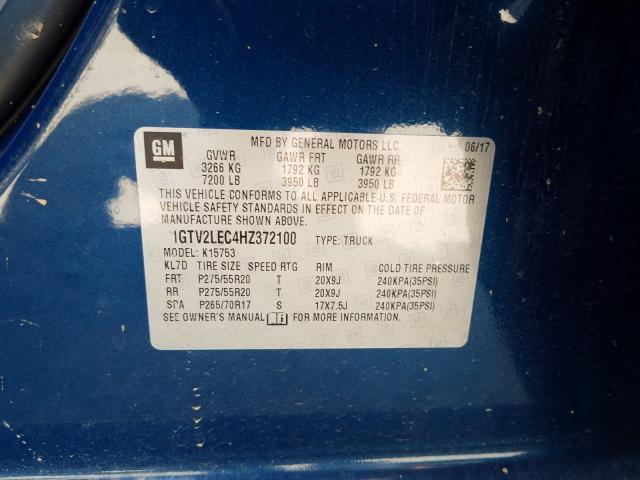 GM
MFD BY GENERAL MOTORS LLC 06/17
GVWR GAWR FRT GAWR RR
3266 KG 1792 KG 1792 KG
7200 LB 3950 LB 3950 LB
THIS VEHICLE CONFORMS TO ALL APPLICABLE U.S. FEDERAL MOTOR
VEHICLE SAFETY STANDARDS IN EFFECT ON THE DATE OF
MANUFACTURE SHOWN ABOVE.
1GTV2LEC4HZ372100 TYPE: TRUCK
MODEL: K15753
KL7D TIRE SIZE SPEED RTG RIM COLD TIRE PRESSURE
FRT P275/55R20 T 20X9J 240KPA(35PSI)
RR P275/55R20 T 20X9J 240KPA(35PSI)
SPA P265/70R17 S 17X7.5J 240KPA(35PSI)
SEE OWNER'S MANUAL FOR MORE INFORMATION.